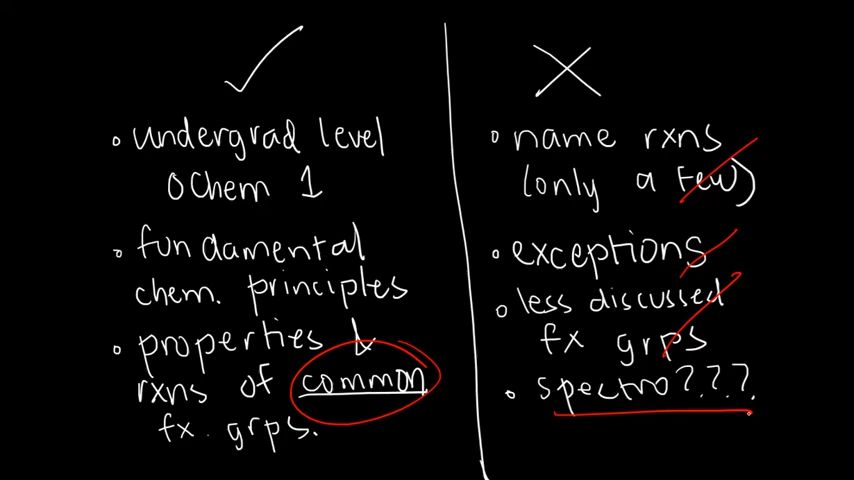 • undergrad level
OChem 1
• fundamental
chem. principles
• properties &
rxns of common
fx. grps.
• name rxns
(only a few)
• exceptions
• less discussed
fx grps
• spectro???.